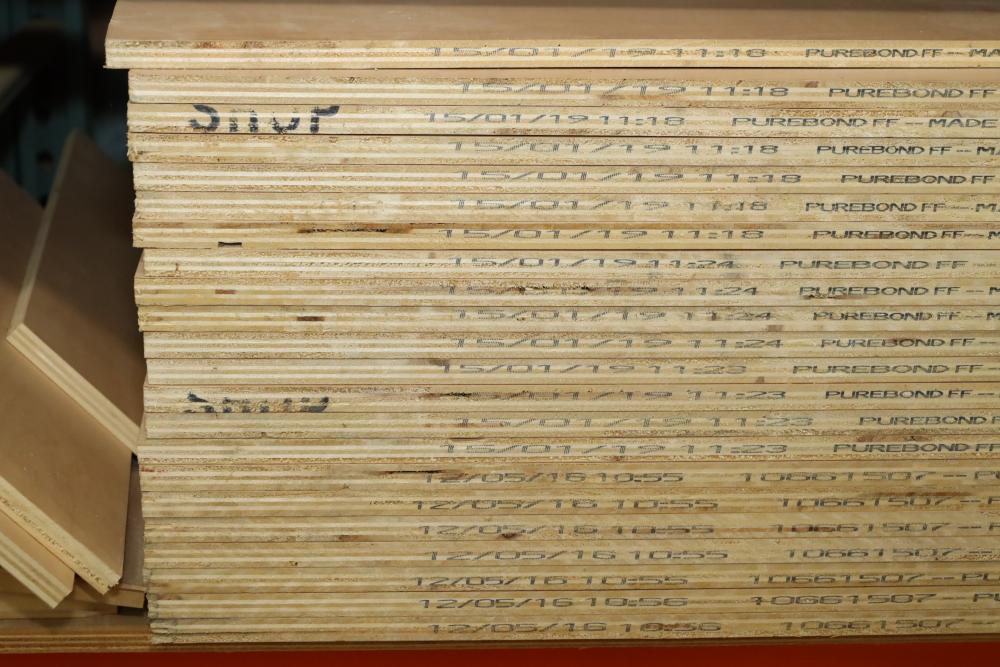 15/01/19 11:18 PUREBOND FF -- MA
15/01/19 11:18 PUREBOND FF
15/01/19 11:18 PUREBOND FF -- MADE
15/01/19 11:18 PUREBOND FF -- MA
15/01/19 11:18 PUREBOND FF
15/01/19 11:18 PUREBOND FF -- M
15/01/19 11:18 PUREBOND FF -- M
15/01/19 11:24 PUREBOND FF --
15/01/19 11:24 PUREBOND FF --
15/01/19 11:24 PUREBOND FF -- M
15/01/19 11:24 PUREBOND FF --
15/01/19 11:23 PUREBOND FF --
15/01/19 11:23 PUREBOND FF --
15/01/19 11:23 PUREBOND F
15/01/19 11:23 PUREBOND FF
12/05/16 10:55 10661507 -- PU
12/05/16 10:55 10661507 -- P
12/05/16 10:55 10661507 -- P
12/05/16 10:55 10661507
12/05/16 10:55 10661507 -- PU
12/05/16 10:56 10661507 PU
12/05/16 10:56 10661507